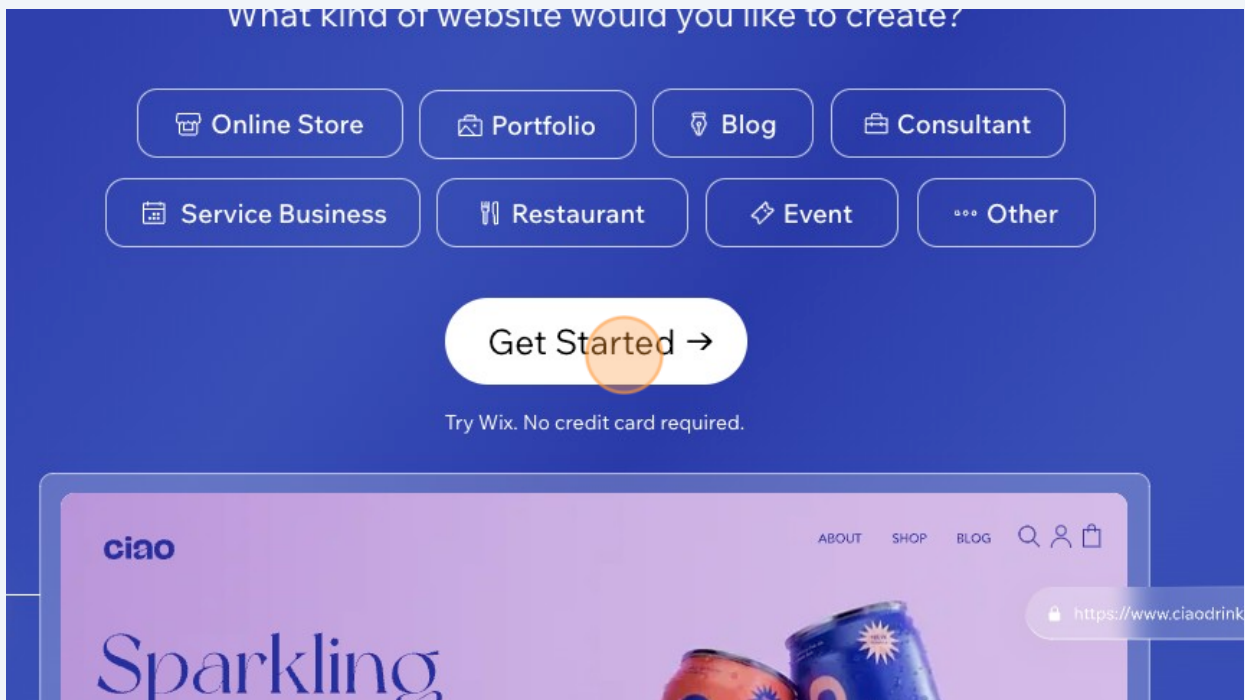 What kind of website would you like to create?
Online Store Portfolio Blog Consultant
Service Business Restaurant Event Other
Get Started →
Try Wix. No credit card required.
ciao ABOUT SHOP BLOG
https://www.ciaodrink
Sparkling